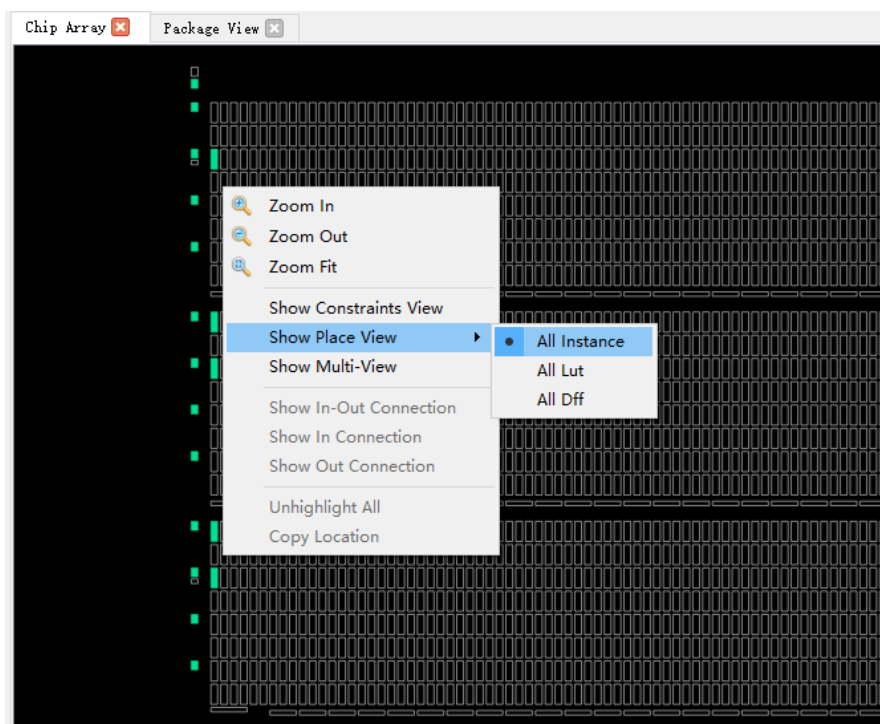 Chip Array
Package View
Zoom In
Zoom Out
Zoom Fit
Show Constraints View
Show Place View
All Instance
Show Multi-View
All Lut
All Dff
Show In-Out Connection
Show In Connection
Show Out Connection
Unhighlight All
Copy Location